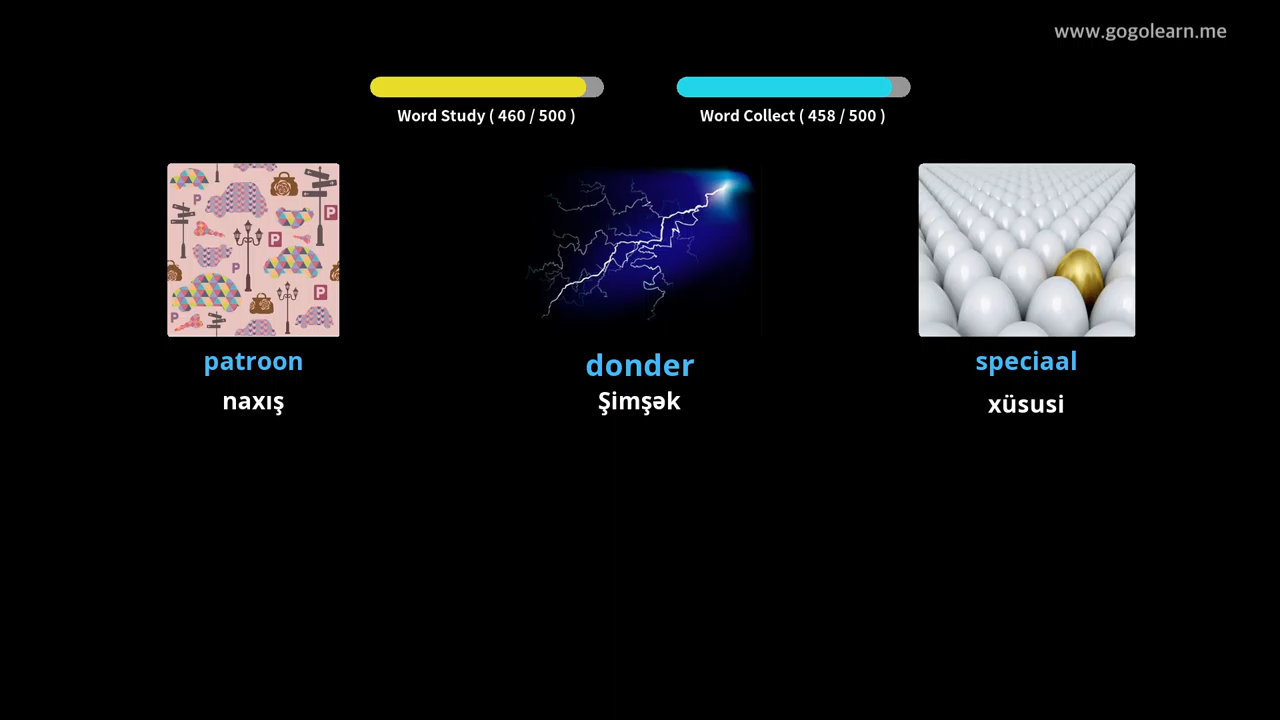 www.gogolearn.me
Word Study ( 460 / 500 )
Word Collect ( 458 / 500 )
P
P
P
P
P
P
patroon
donder
speciaal
naxış
Şimşək
xüsusi